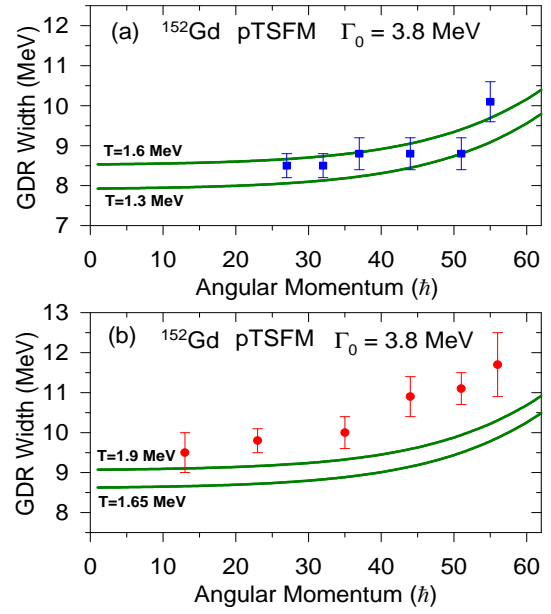 (a) ¹⁵²Gd pTSFM Γ₀ = 3.8 MeV
12
11
10
9
8
7
GDR Width (MeV)
T=1.6 MeV
T=1.3 MeV
0 10 20 30 40 50 60
Angular Momentum (ℏ)
(b) ¹⁵²Gd pTSFM Γ₀ = 3.8 MeV
13
12
11
10
9
8
GDR Width (MeV)
T=1.9 MeV
T=1.65 MeV
0 10 20 30 40 50 60
Angular Momentum (ℏ)